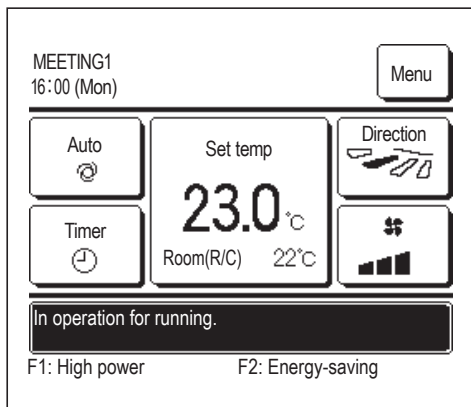 MEETING1
16:00 (Mon)
Menu
Auto
Set temp
Direction
23.0 °C
Timer
Room(R/C) 22°C
In operation for running.
F1: High power F2: Energy-saving